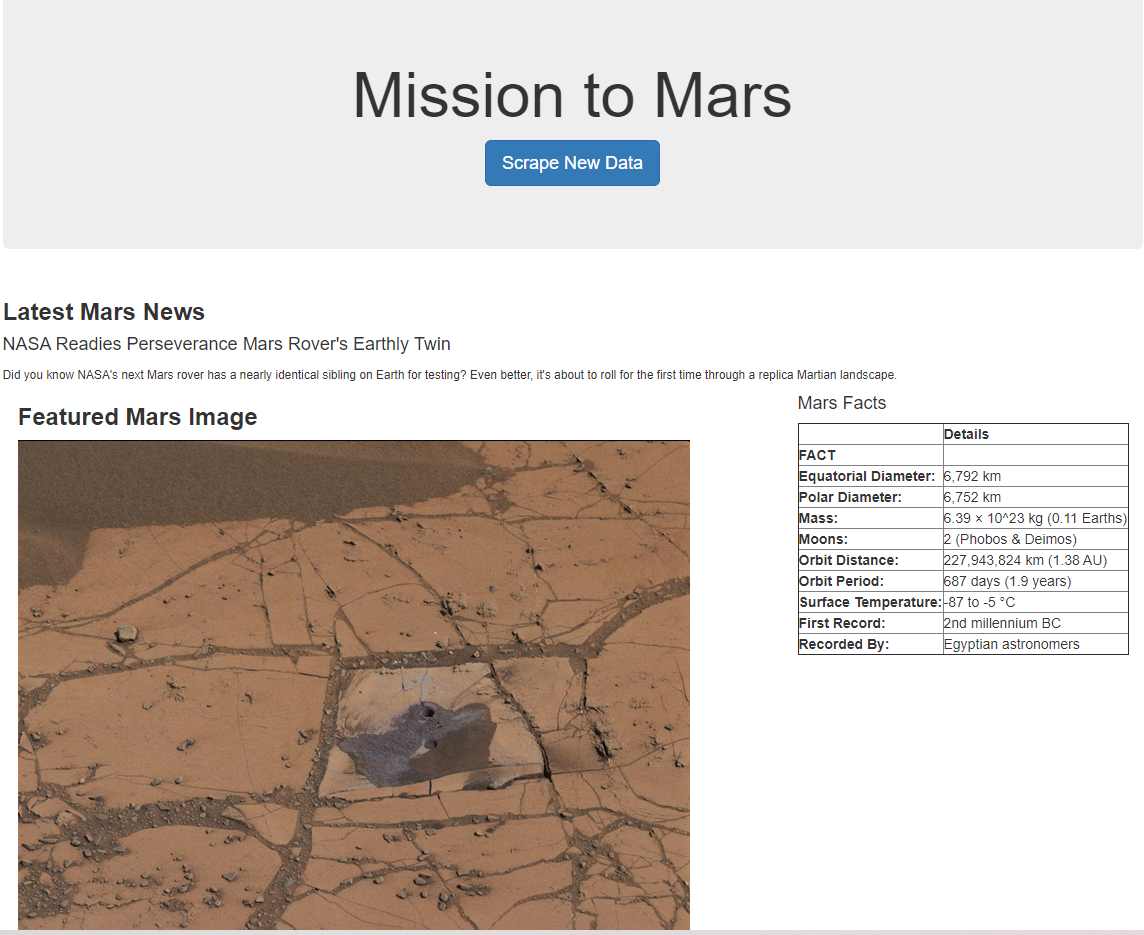 Mission to Mars
Scrape New Data
Latest Mars News
NASA Readies Perseverance Mars Rover's Earthly Twin
Did you know NASA's next Mars rover has a nearly identical sibling on Earth for testing? Even better, it's about to roll for the first time through a replica Martian landscape.
Featured Mars Image
Mars Facts
Details
FACT
Equatorial Diameter: 6,792 km
Polar Diameter: 6,752 km
Mass: 6.39 × 10^23 kg (0.11 Earths)
Moons: 2 (Phobos & Deimos)
Orbit Distance: 227,943,824 km (1.38 AU)
Orbit Period: 687 days (1.9 years)
Surface Temperature: -87 to -5 °C
First Record: 2nd millennium BC
Recorded By: Egyptian astronomers